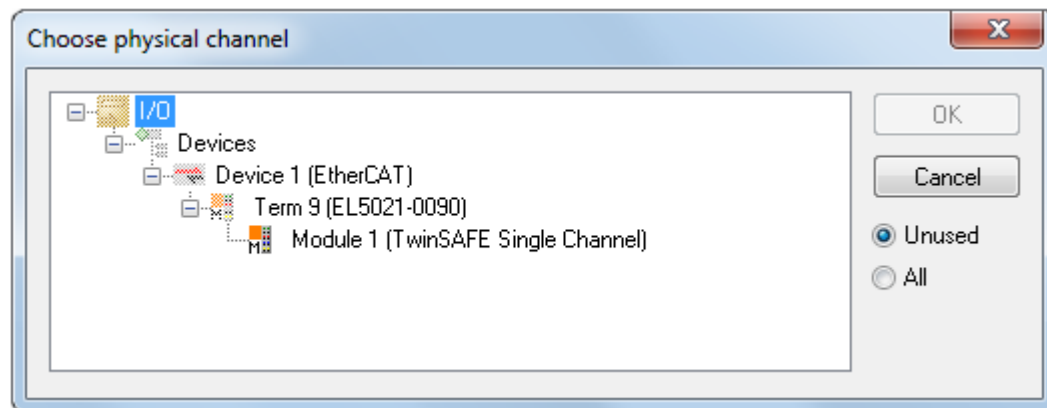 Choose physical channel
I/O
Devices
Device 1 (EtherCAT)
Term 9 (EL5021-0090)
Module 1 (TwinSAFE Single Channel)
OK
Cancel
Unused
All